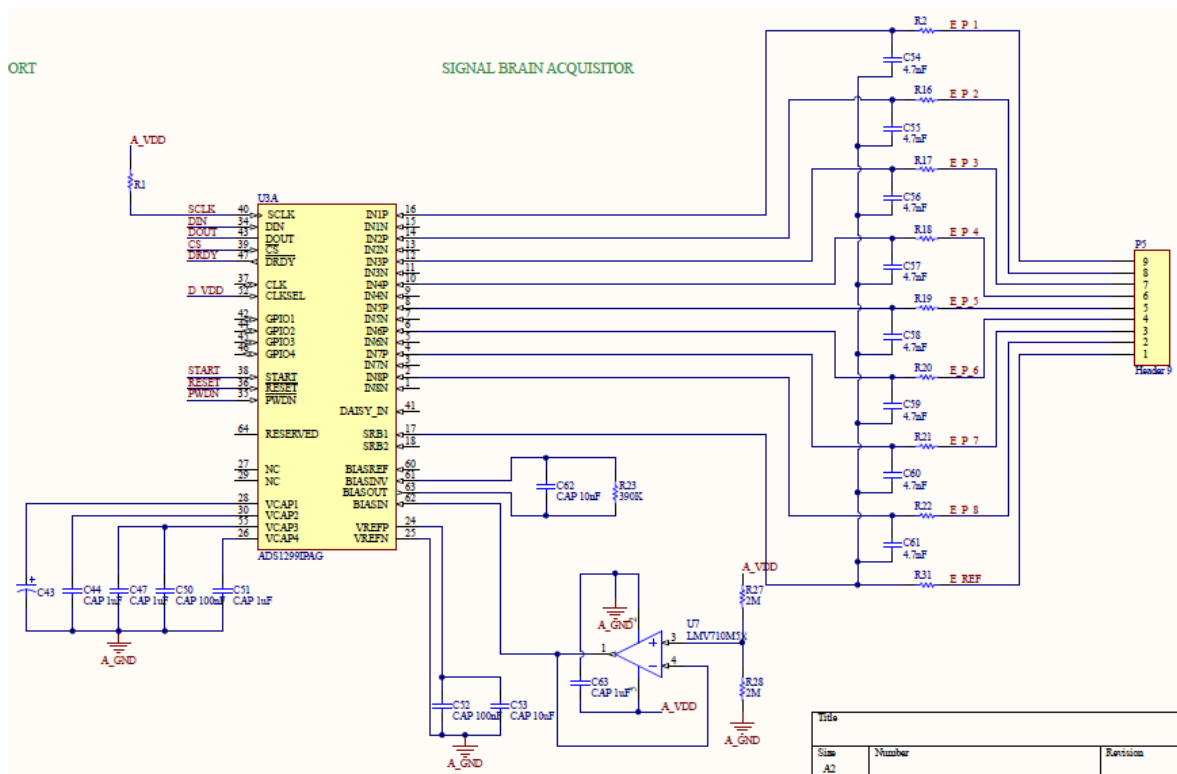 ORT
SIGNAL BRAIN ACQUISITOR
R2
E P 1
C54
4.7nF
R16
E P 2
C55
4.7nF
R17
E P 3
C56
4.7nF
R18
E P 4
C57
4.7nF
R19
E_P_5
C58
4.7nF
R20
E_P_6
C59
4.7nF
R21
E P 7
C60
4.7nF
R22
E P 8
C61
4.7nF
R31
E REF
P5
9
8
7
6
5
4
3
2
1
Header 9
A_VDD
R1
U3A
SCLK 40 SCLK
DIN 34 DIN
DOUT 43 DOUT
CS 39 CS
DRDY 47 DRDY
37 CLK
D VDD 52 CLKSEL
42 GPIO1
44 GPIO2
45 GPIO3
46 GPIO4
START 38 START
RESET 36 RESET
PWDN 35 PWDN
64 RESERVED
27 NC
29 NC
28 VCAP1
30 VCAP2
55 VCAP3
26 VCAP4
IN1P 16
IN1N 15
IN2P 14
IN2N 13
IN3P 12
IN3N 11
IN4P 10
IN4N 9
IN5P 8
IN5N 7
IN6P 6
IN6N 5
IN7P 4
IN7N 3
IN8P 2
IN8N 1
DAISY_IN 41
SRB1 17
SRB2 18
BIASREF 60
BIASINV 61
BIASOUT 63
BIASIN 62
VREFP 24
VREFN 25
ADS1299IPAG
C62
CAP 10nF
R23
390K
C43
C44
CAP 1uF
C47
CAP 1uF
C50
CAP 100nF
C51
CAP 1uF
A_GND
C52
CAP 100nF
C53
CAP 10nF
A_GND
A_GND
2
U7
LMV710M5X
1
3
4
5
+
−
C63
CAP 1uF
A_VDD
A_VDD
R27
2M
R28
2M
A_GND
Title
Size
Number
Revision
A2